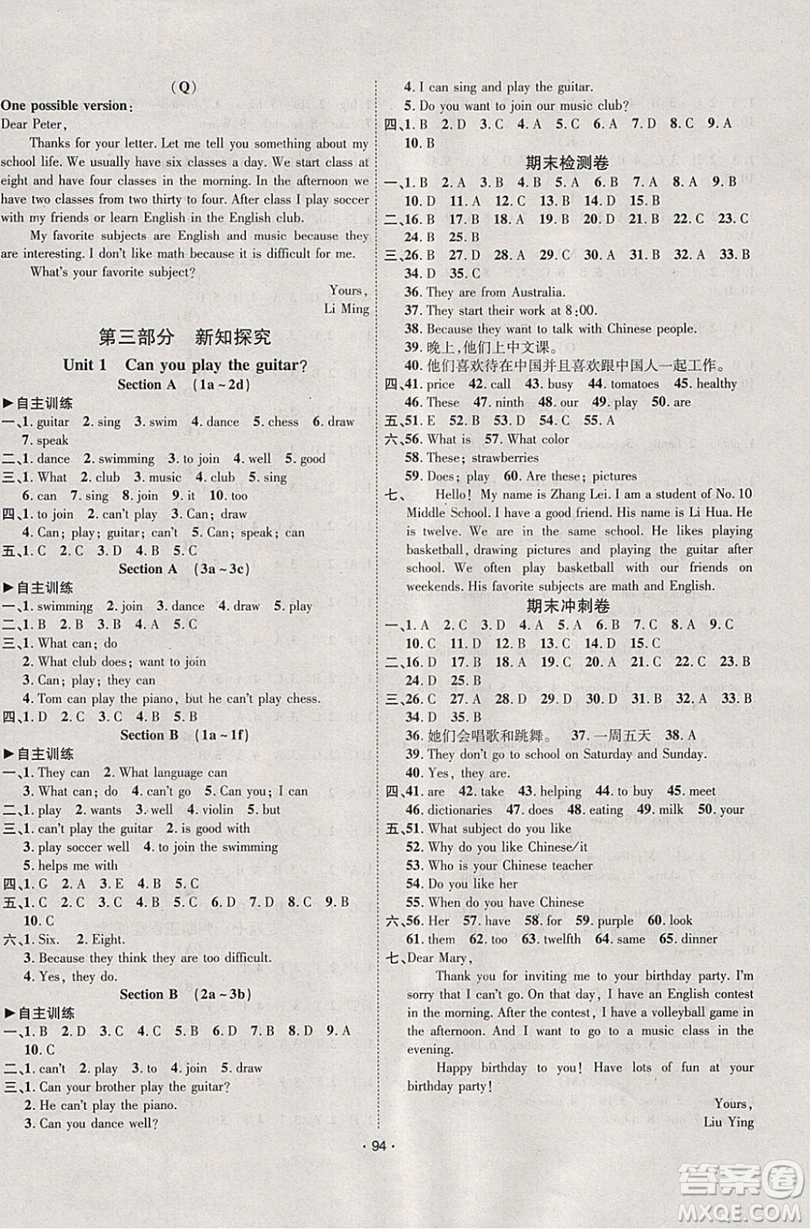 (Q)
One possible version:
Dear Peter,
Thanks for your letter. Let me tell you something about my
school life. We usually have six classes a day. We start class at
eight and have four classes in the morning. In the afternoon we
have two classes from two thirty to four. After class I play soccer
with my friends or learn English in the English club.
My favorite subjects are English and music because they are
interesting. I don't like math because it is difficult for me.
What's your favorite subject?
Yours,
Li Ming
第三部分 新知探究
Unit 1 Can you play the guitar?
Section A (1a~2d)
▶自主训练
一、1. guitar 2. sing 3. swim 4. dance 5. chess 6. draw
7. speak
二、1. dance 2. swimming 3. to join 4. well 5. telling
三、1. What 2. club 3. music 4. club 5. sing
6. can 7. sing 8. and 9. in 10. too
四、1. to join 2. can't play 3. Can; draw
4. Can; play; guitar; can't 5. Can; speak; can
五、1. C 2. C 3. D 4. B 5. C
Section A (3a~3c)
▶自主训练
一、1. swimming 2. draw 3. dance 4. drums 5. play
二、1. C 2. B 3. B 4. A 5. C
三、1. What can; do
2. What club does; want to join
3. Can; play; can't
4. Tom can play the piano, but he can't play chess.
四、1. D 2. C 3. A 4. B 5. C
Section B (1a~1f)
▶自主训练
一、1. They can 2. What language can
3. Can you play 4. to go 5. Can you; I can
二、1. play 2. wants 3. well 4. violin 5. but
三、1. can't play the guitar 2. is good with
3. play soccer well 4. to join the swimming
5. helps me with
四、1. G 2. A 3. E 4. B 5. C
五、1. C 2. C 3. B 4. C 5. D 6. B 7. D 8. C 9. B
10. C
六、1. Six. 2. Eight.
3. Because they think they are too difficult.
4. Yes, they do.
Section B (2a~3b)
▶自主训练
一、1. B 2. D 3. C 4. D 5. B 6. C 7. B 8. D 9. A
10. C
二、1. can't 2. play 3. to join 4. to join 5. dance
三、1. Can your brother play the guitar?
2. He can't play the piano.
3. Can you dance well?
4. I can sing and play the guitar.
5. Do you want to join our music club?
四、1. B 2. D 3. C 4. A 5. C 6. B 7. C 8. C 9. A
10. B
期末检测卷
一、1. B 2. A 3. C 4. C 5. B 6. B 7. C 8. D 9. B
10. D 11. A 12. C 13. C 14. D 15. B
二、16. B 17. B 18. D 19. A 20. C 21. D 22. D 23. C
24. B 25. B
三、26. B 27. D 28. A 29. C 30. C 31. A 32. B 33. B
34. D 35. C
36. They are from Australia.
37. They start their work at 8:00.
38. Because they want to talk with Chinese people.
39. 晚上,他们上中文课。
40. 他们喜欢待在中国并且喜欢跟中国人一起工作。
四、41. price 42. call 43. buy 44. tomatoes 45. healthy
46. These 47. ninth 48. first 49. are 50. old
五、51. E 52. D 53. G 54. C 55. A
六、56. What is 57. What color
58. These; strawberries
59. Does; play 60. Are these; pictures
七、 Hello! My name is Zhang Lei. I am a student of No. 10
Middle School. I have a good friend. His name is Li Hua. He
is twelve. We are in the same school. He likes playing
basketball, drawing pictures and playing the guitar after
school. We often play basketball with our friends on
weekends. His favorite subjects are math and English.
期末冲刺卷
一、1. A 2. C 3. C 4. B 5. A 6. B 7. D 8. B 9. C
10. C 11. C 12. A 13. C 14. D 15. C
二、16. D 17. D 18. A 19. C 20. B 21. A 22. C 23. B
24. D 25. C
三、26. C 27. D 28. A 29. C 30. B 31. C 32. A 33. B
34. D 35. B
36. 她们会唱歌和跳舞。 37. 一周五天 38. A
39. They don't go to school on Saturday and Sunday.
40. Yes, they are.
四、41. are 42. take 43. helping 44. to buy 45. meet
46. dictionaries 47. does 48. eating 49. milk 50. your
五、51. What subject do you like
52. Why do you like Chinese/it
53. Who is your Chinese teacher
54. Do you like her
55. When do you have Chinese
六、56. Her 57. have 58. for 59. purple 60. look
61. them 62. too 63. twelfth 64. same 65. dinner
七、Dear Mary,
Thank you for inviting me to your birthday party. I'm
sorry that I can't go. On that day, I have an English contest
in the morning. After the contest, I have a volleyball game in
the afternoon. And I want to go to a music class in the
evening.
Happy birthday to you! Have lots of fun at your
birthday party!
Yours,
Liu Ying
· 94 ·
答案圈
MXQE.COM